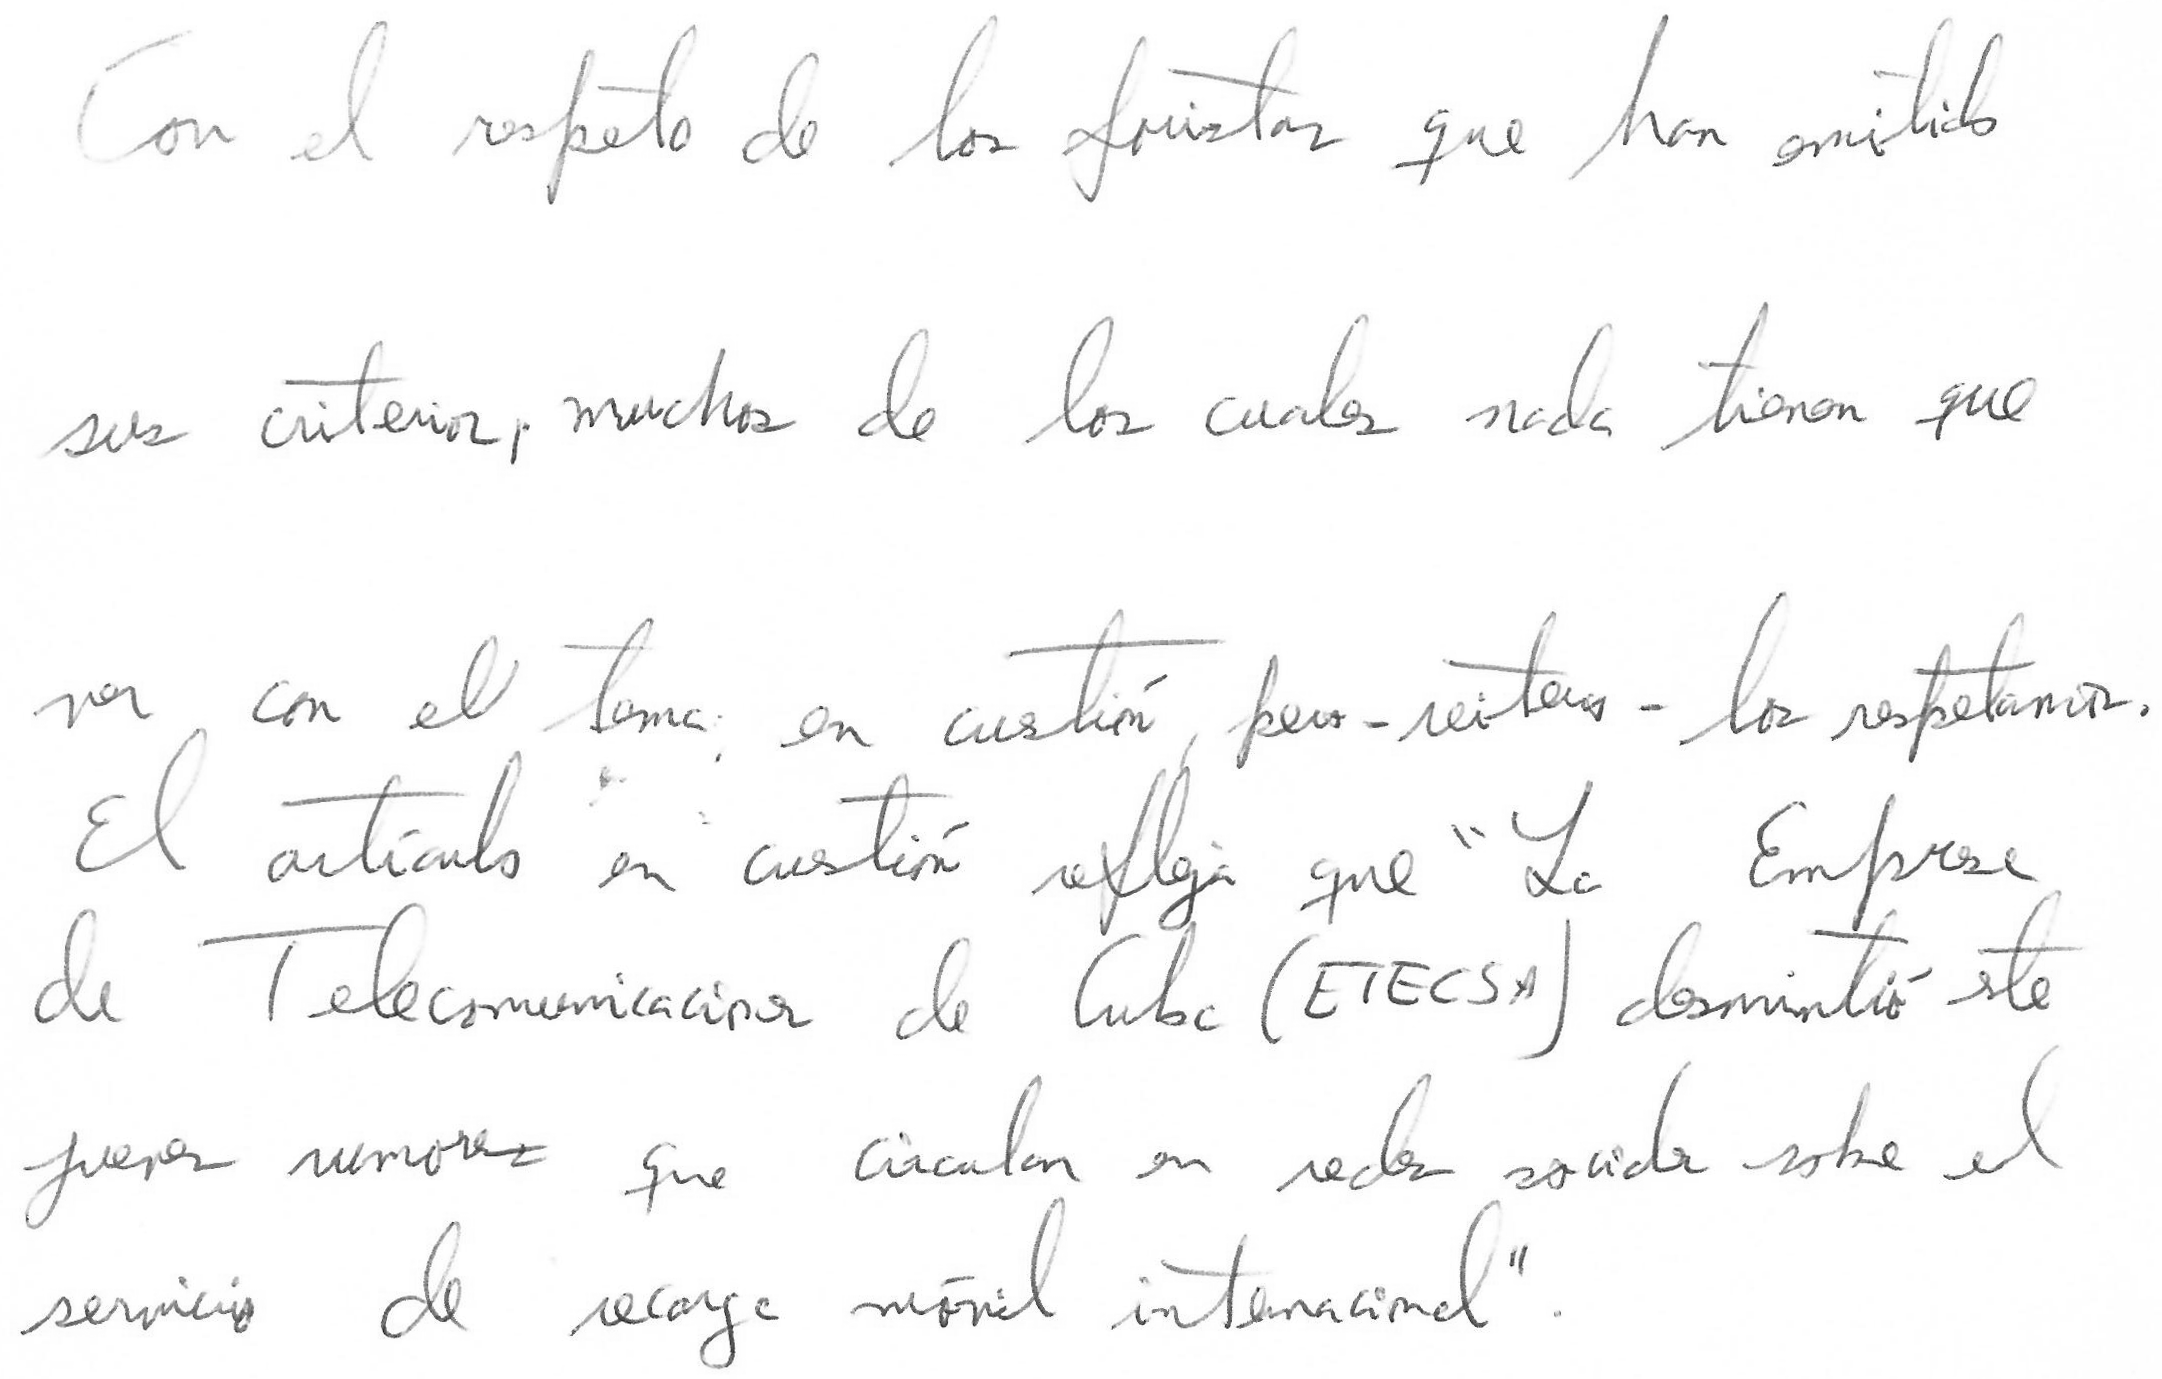 Con el respeto de los foristas que han emitido
sus criterios, muchos de los cuales nada tienen que
ver con el tema, en cuestión, pero - reitero - los respetamos.
El artículo en cuestión refleja que "La Empresa
de Telecomunicaciones de Cuba (ETECSA) desmintió este
jueves rumores que circulan en redes sociales sobre el
servicio de recarga móvil internacional".